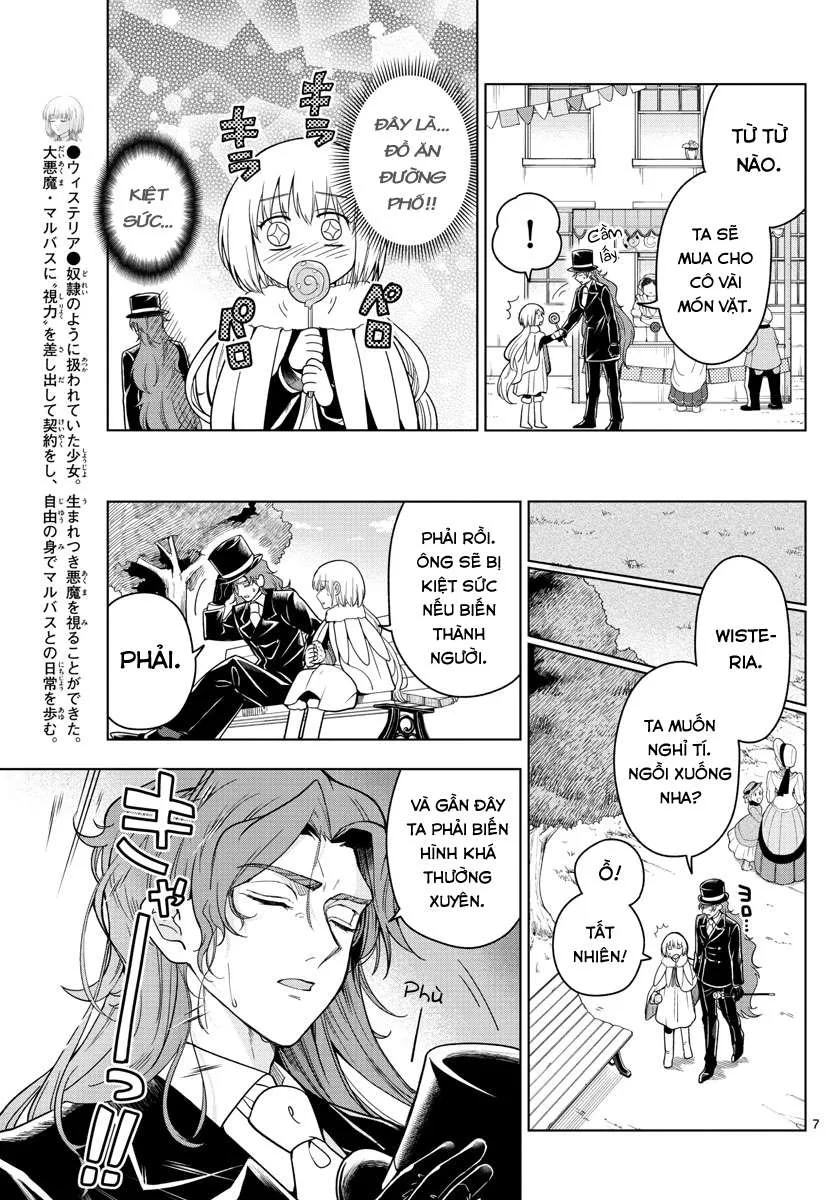 TỪ TỪ
NÀO.
TA SẼ
MUA CHO
CÔ VÀI
MÓN VẶT.
Cầm
lấy.
!
ĐÂY LÀ...
ĐỒ ĂN
ĐƯỜNG
PHỐ!!
キラ
キラ
KIỆT
SỨC...
ペロ
ペロ
WISTE-
RIA.
TA MUỐN
NGHỈ TÍ.
NGỒI XUỐNG
NHA?
Ồ!
TẤT
NHIÊN!
PHẢI RỒI.
ÔNG SẼ BỊ
KIỆT SỨC
NẾU BIẾN
THÀNH
NGƯỜI.
PHẢI.
VÀ GẦN ĐÂY
TA PHẢI BIẾN
HÌNH KHÁ
THƯỜNG
XUYÊN.
Phù
キャーーっ!!
●ウィステリア●奴隷のように扱われていた少女。生まれつき悪魔を視ることができた。
大悪魔・マルバスに〝視力〟を差し出して契約をし、自由の身でマルバスとの日常を歩む。
7